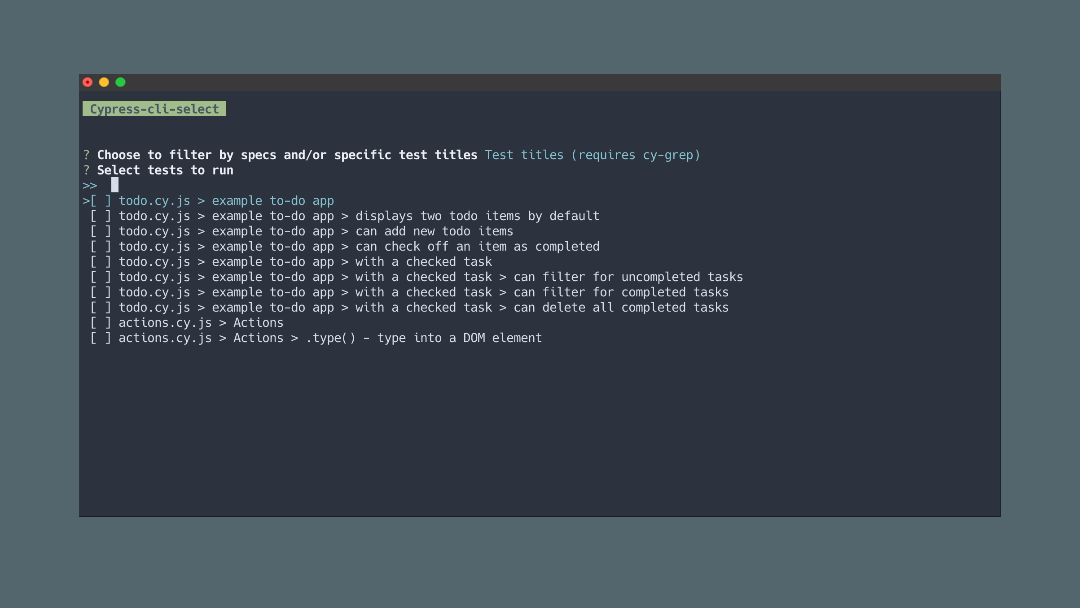 Cypress-cli-select
? Choose to filter by specs and/or specific test titles Test titles (requires cy-grep)
? Select tests to run
>>
>[ ] todo.cy.js > example to-do app
[ ] todo.cy.js > example to-do app > displays two todo items by default
[ ] todo.cy.js > example to-do app > can add new todo items
[ ] todo.cy.js > example to-do app > can check off an item as completed
[ ] todo.cy.js > example to-do app > with a checked task
[ ] todo.cy.js > example to-do app > with a checked task > can filter for uncompleted tasks
[ ] todo.cy.js > example to-do app > with a checked task > can filter for completed tasks
[ ] todo.cy.js > example to-do app > with a checked task > can delete all completed tasks
[ ] actions.cy.js > Actions
[ ] actions.cy.js > Actions > .type() - type into a DOM element